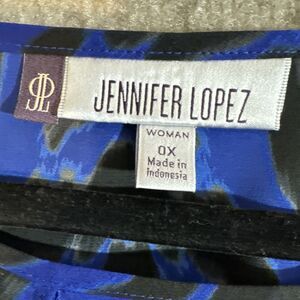 JL
JENNIFER LOPEZ
WOMAN
0X
Made in
Indonesia